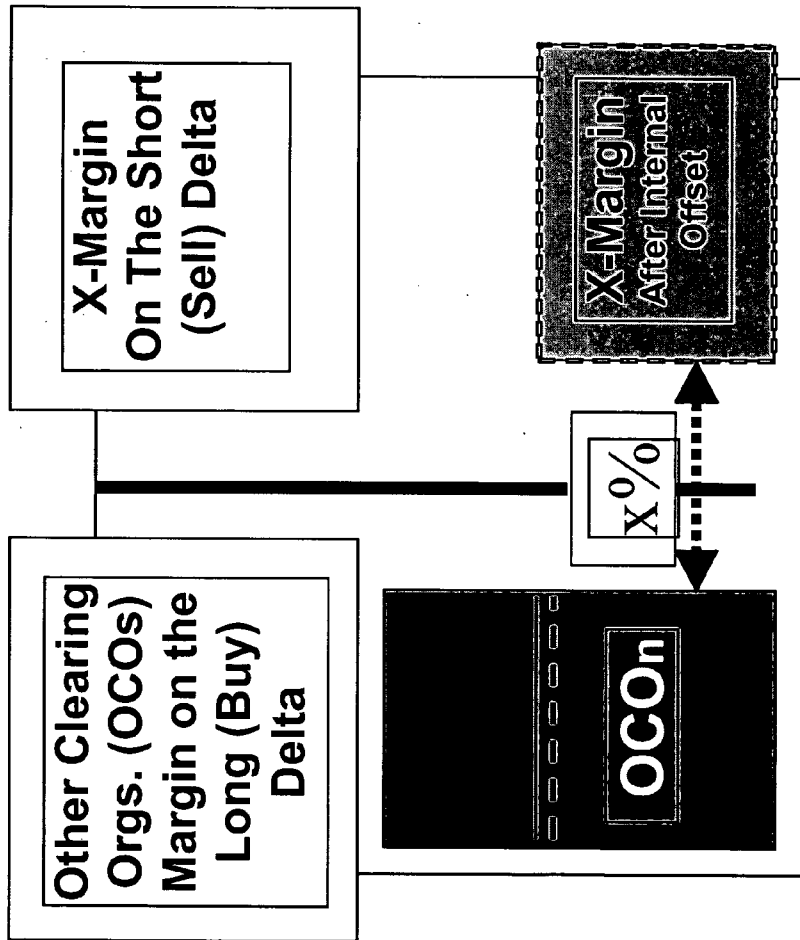 Other Clearing
Orgs. (OCOs)
Margin on the
Long (Buy)
Delta
X-Margin
On The Short
(Sell) Delta
OCOn
x%
X-Margin
After Internal
Offset